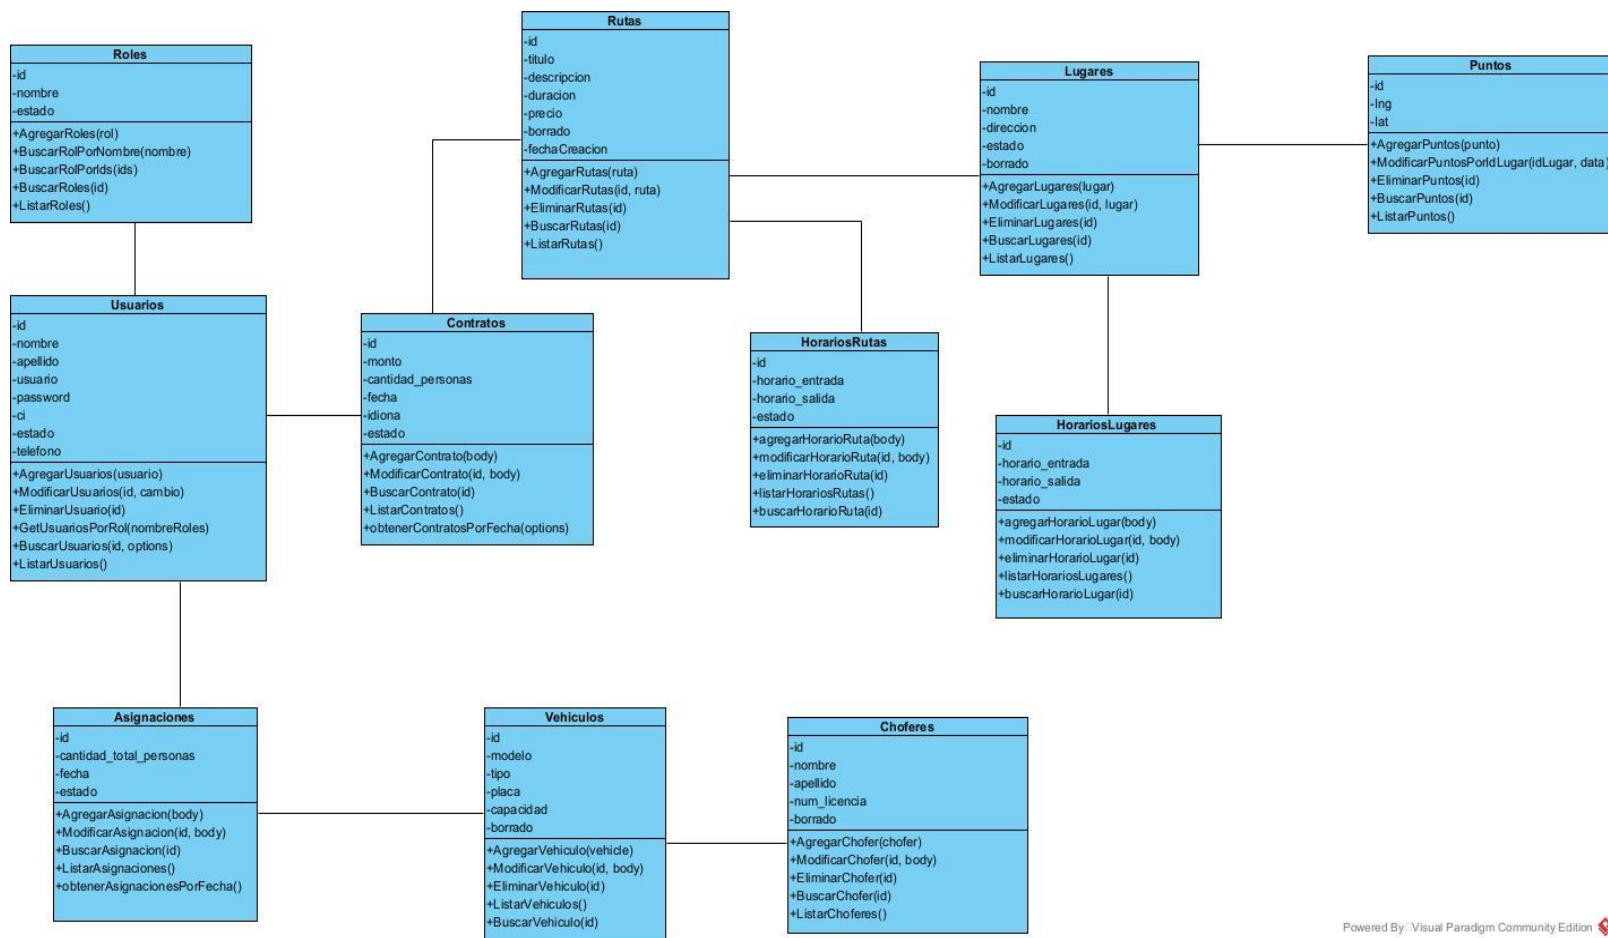 Roles
-id
-nombre
-estado
+AgregarRoles(rol)
+BuscarRolPorNombre(nombre)
+BuscarRolPorIds(ids)
+BuscarRoles(id)
+ListarRoles()
Rutas
-id
-titulo
-descripcion
-duracion
-precio
-borrado
-fechaCreacion
+AgregarRutas(ruta)
+ModificarRutas(id, ruta)
+EliminarRutas(id)
+BuscarRutas(id)
+ListarRutas()
Lugares
-id
-nombre
-direccion
-estado
-borrado
+AgregarLugares(lugar)
+ModificarLugares(id, lugar)
+EliminarLugares(id)
+BuscarLugares(id)
+ListarLugares()
Puntos
-id
-lng
-lat
+AgregarPuntos(punto)
+ModificarPuntosPorIdLugar(idLugar, data)
+EliminarPuntos(id)
+BuscarPuntos(id)
+ListarPuntos()
Usuarios
-id
-nombre
-apellido
-usuario
-password
-ci
-estado
-telefono
+AgregarUsuarios(usuario)
+ModificarUsuarios(id, cambio)
+EliminarUsuario(id)
+GetUsuariosPorRol(nombreRoles)
+BuscarUsuarios(id, options)
+ListarUsuarios()
Contratos
-id
-monto
-cantidad_personas
-fecha
-idiona
-estado
+AgregarContrato(body)
+ModificarContrato(id, body)
+BuscarContrato(id)
+ListarContratos()
+obtenerContratosPorFecha(options)
HorariosRutas
-id
-horario_entrada
-horario_salida
-estado
+agregarHorarioRuta(body)
+modificarHorarioRuta(id, body)
+eliminarHorarioRuta(id)
+listarHorariosRutas()
+buscarHorarioRuta(id)
HorariosLugares
-id
-horario_entrada
-horario_salida
-estado
+agregarHorarioLugar(body)
+modificarHorarioLugar(id, body)
+eliminarHorarioLugar(id)
+listarHorariosLugares()
+buscarHorarioLugar(id)
Asignaciones
-id
-cantidad_total_personas
-fecha
-estado
+AgregarAsignacion(body)
+ModificarAsignacion(id, body)
+BuscarAsignacion(id)
+ListarAsignaciones()
+obtenerAsignacionesPorFecha()
Vehiculos
-id
-modelo
-tipo
-placa
-capacidad
-borrado
+AgregarVehiculo(vehicle)
+ModificarVehiculo(id, body)
+EliminarVehiculo(id)
+ListarVehiculos()
+BuscarVehiculo(id)
Choferes
-id
-nombre
-apellido
-num_licencia
-borrado
+AgregarChofer(chofer)
+ModificarChofer(id, body)
+EliminarChofer(id)
+BuscarChofer(id)
+ListarChoferes()
Powered By Visual Paradigm Community Edition